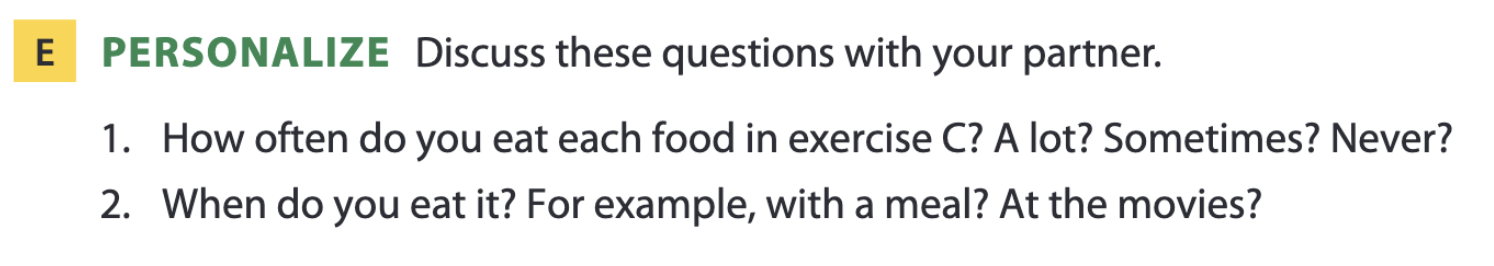 E PERSONALIZE Discuss these questions with your partner.
1. How often do you eat each food in exercise C? A lot? Sometimes? Never?
2. When do you eat it? For example, with a meal? At the movies?